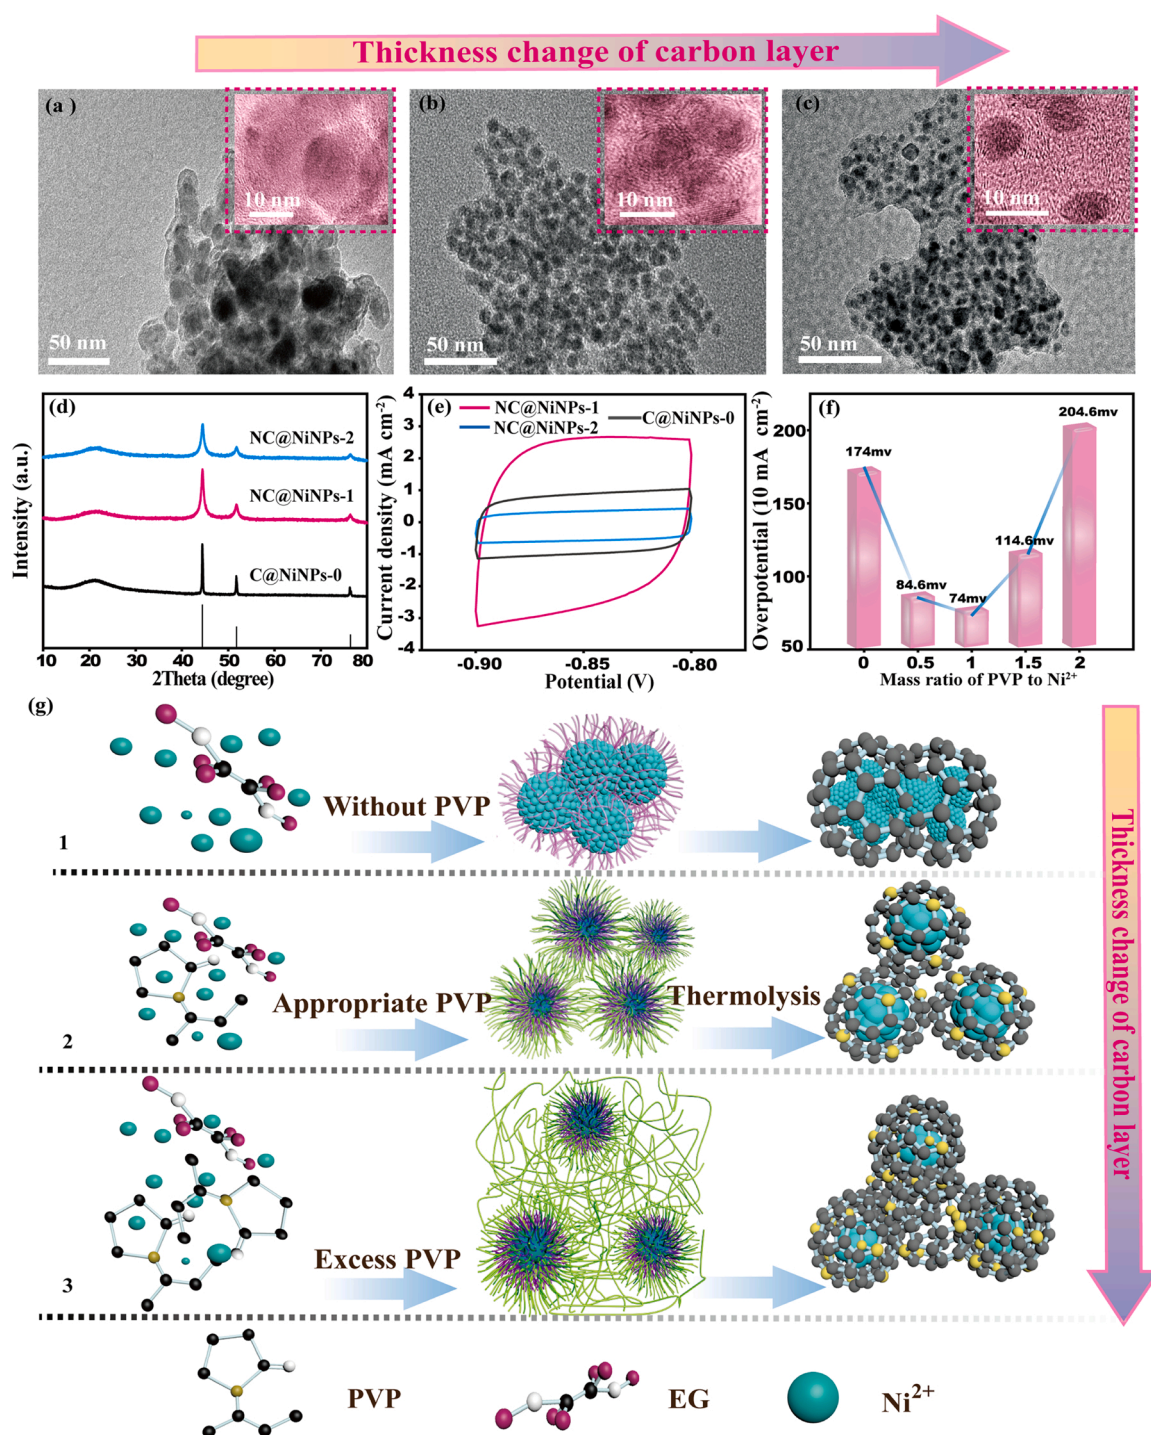 Thickness change of carbon layer
(a )
10 nm
50 nm
(b)
10 nm
50 nm
(c)
10 nm
50 nm
(d)
NC@NiNPs-2
NC@NiNPs-1
C@NiNPs-0
Intensity (a.u.)
10 20 30 40 50 60 70 80
2Theta (degree)
(e)
NC@NiNPs-1
NC@NiNPs-2
C@NiNPs-0
Current density (mA cm⁻²)
4
3
2
1
0
-1
-2
-3
-4
-0.90 -0.85 -0.80
Potential (V)
(f)
Overpotential (10 mA cm⁻²)
200
150
100
50
174mv
84.6mv
74mv
114.6mv
204.6mv
0 0.5 1 1.5 2
Mass ratio of PVP to Ni²⁺
(g)
1
Without PVP
2
Appropriate PVP
Thermolysis
3
Excess PVP
Thickness change of carbon layer
PVP
EG
Ni²⁺